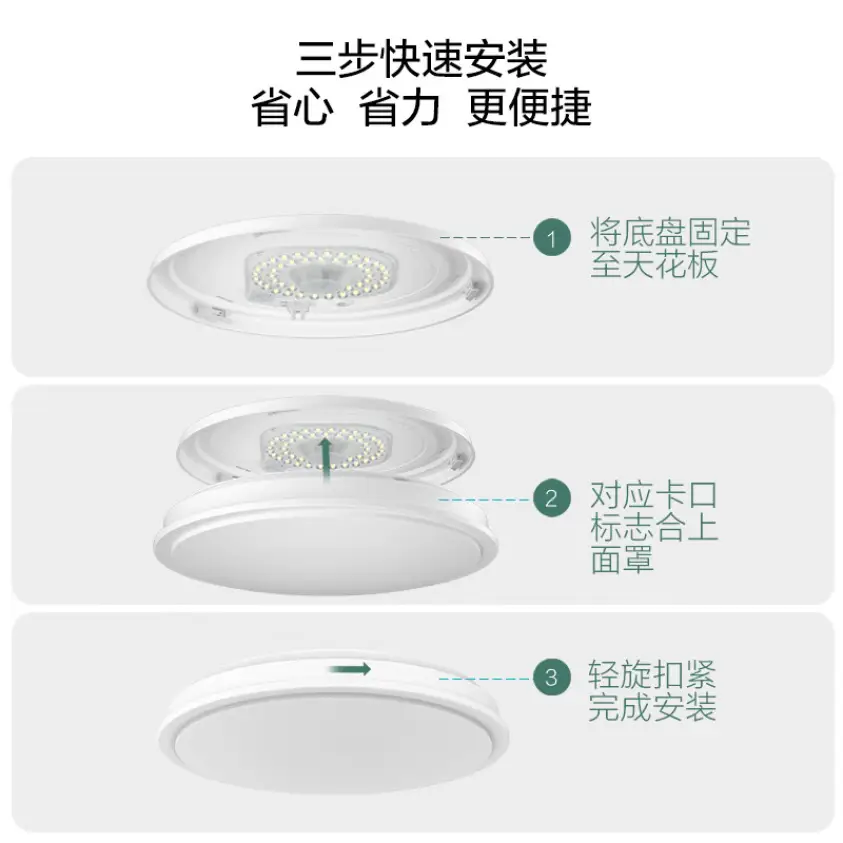 三步快速安装
省心 省力 更便捷
1
将底盘固定
至天花板
2
对应卡口
标志合上
面罩
3
轻旋扣紧
完成安装